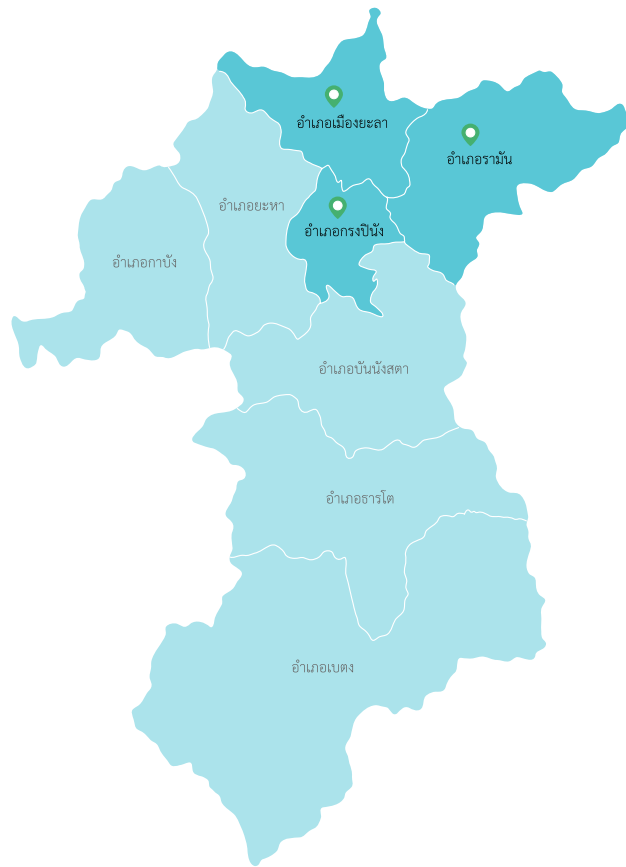 อำเภอเมืองยะลา
อำเภอรามัน
อำเภอยะหา
อำเภอกรงปินัง
อำเภอกาบัง
อำเภอบันนังสตา
อำเภอธารโต
อำเภอเบตง